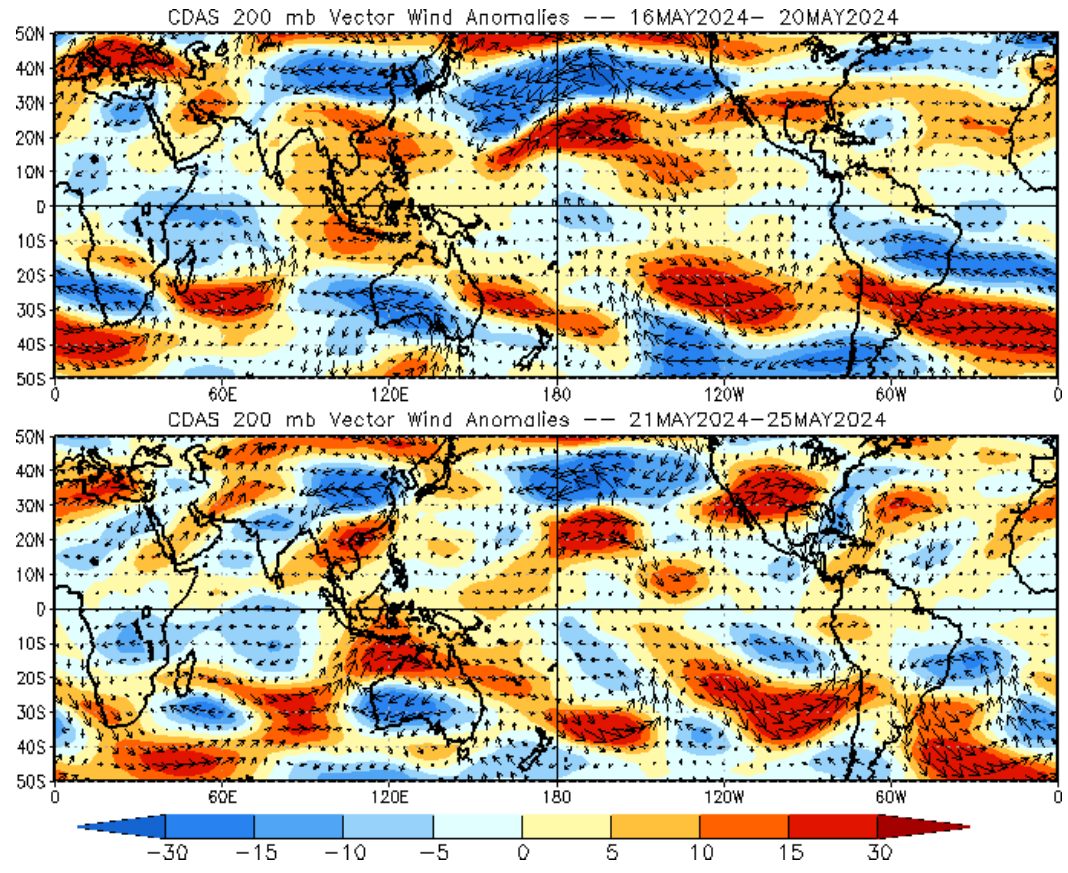 CDAS 200 mb Vector Wind Anomalies –– 16MAY2024– 20MAY2024
50N
40N
30N
20N
10N
0
10S
20S
30S
40S
50S
0 60E 120E 180 120W 60W 0
CDAS 200 mb Vector Wind Anomalies –– 21MAY2024–25MAY2024
50N
40N
30N
20N
10N
0
10S
20S
30S
40S
50S
0 60E 120E 180 120W 60W 0
–30 –15 –10 –5 0 5 10 15 30